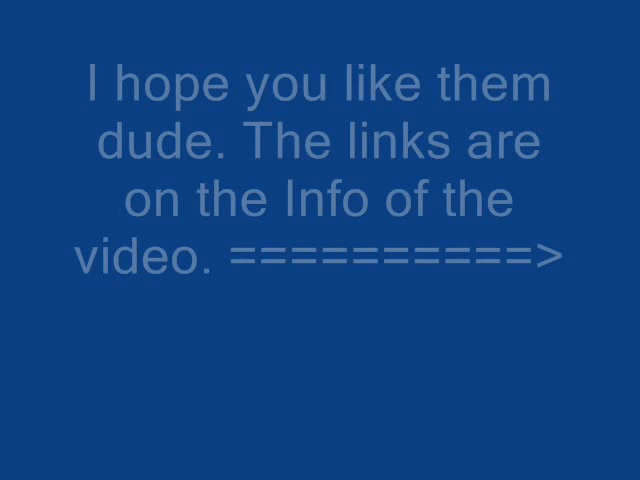 I hope you like them
dude. The links are
on the Info of the
video. ==========>